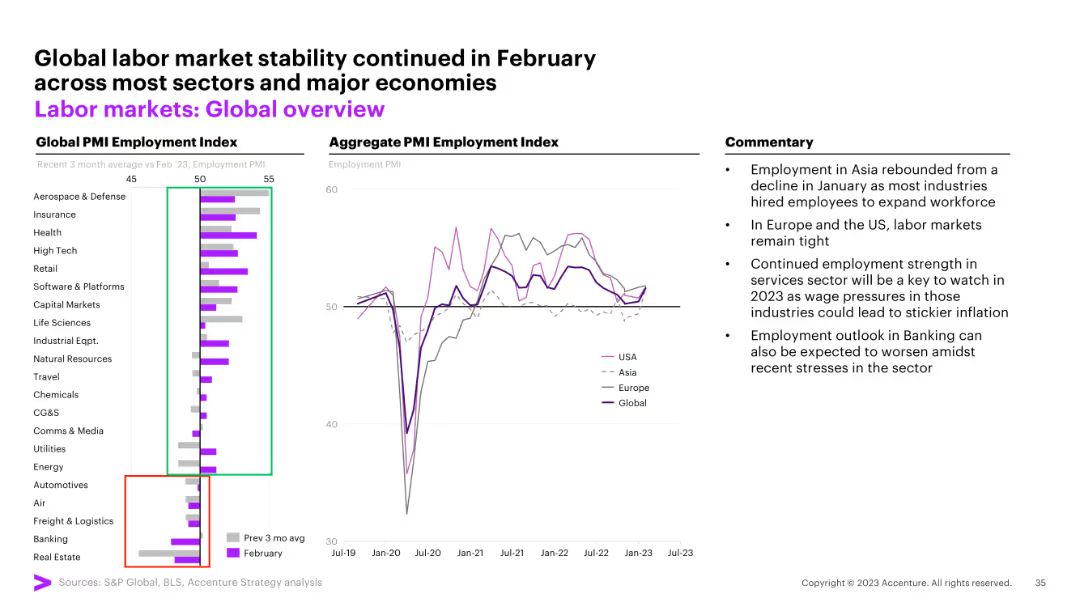 Global labor market stability continued in February
across most sectors and major economies
Labor markets: Global overview
Global PMI Employment Index
Recent 3 month average vs Feb '23, Employment PMI
45 50 55
Aerospace & Defense
Insurance
Health
High Tech
Retail
Software & Platforms
Capital Markets
Life Sciences
Industrial Eqpt.
Natural Resources
Travel
Chemicals
CG&S
Comms & Media
Utilities
Energy
Automotives
Air
Freight & Logistics
Banking
Real Estate
Prev 3 mo avg
February
Aggregate PMI Employment Index
Employment PMI
60
50
40
30
USA
Asia
Europe
Global
Jul-19 Jan-20 Jul-20 Jan-21 Jul-21 Jan-22 Jul-22 Jan-23 Jul-23
Commentary
• Employment in Asia rebounded from a
decline in January as most industries
hired employees to expand workforce
• In Europe and the US, labor markets
remain tight
• Continued employment strength in
services sector will be a key to watch in
2023 as wage pressures in those
industries could lead to stickier inflation
• Employment outlook in Banking can
also be expected to worsen amidst
recent stresses in the sector
Sources: S&P Global, BLS, Accenture Strategy analysis
Copyright © 2023 Accenture. All rights reserved. 35